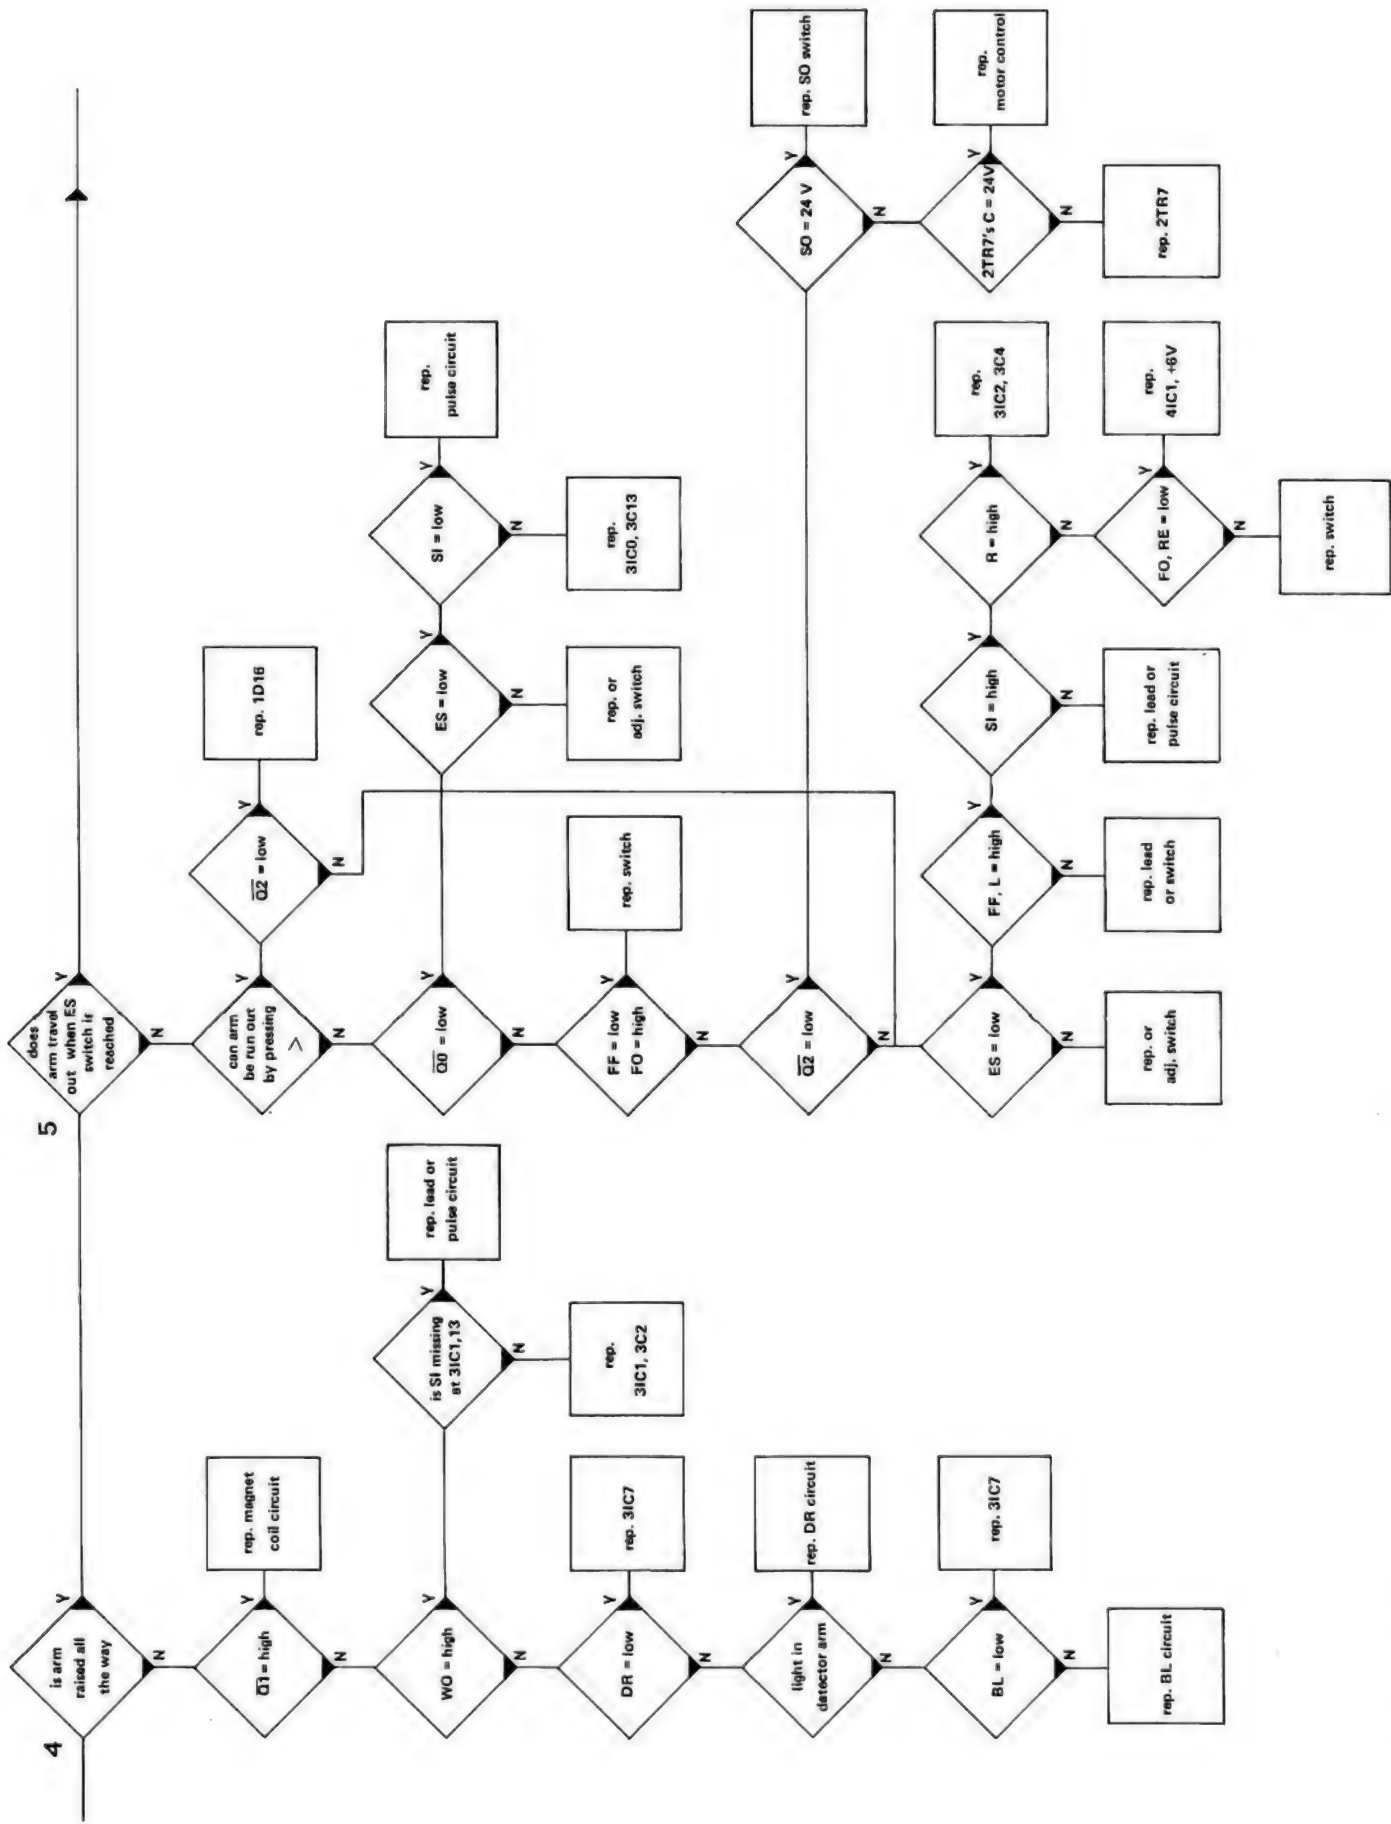 4
is arm
raised all
the way
Y
N
Q1 = high
Y
N
rep. magnet
coil circuit
WO = high
Y
N
is SI missing
at 3IC1,13
Y
N
rep. lead or
pulse circuit
rep.
3IC1, 3C2
DR = low
Y
N
rep. 3IC7
light in
detector arm
Y
N
rep. DR circuit
BL = low
Y
N
rep. 3IC7
rep. BL circuit
5
does
arm travel
out when ES
switch is
reached
Y
N
can arm
be run out
by pressing
>
Y
N
Q2 = low
Y
N
rep. 1D16
Q0 = low
Y
N
ES = low
Y
N
SI = low
Y
N
rep.
pulse circuit
rep. or
adj. switch
rep.
3IC0, 3C13
FF = low
FO = high
Y
N
rep. switch
Q2 = low
Y
N
SO = 24 V
Y
N
rep. SO switch
2TR7's C = 24V
Y
N
rep.
motor control
rep. 2TR7
ES = low
Y
N
FF, L = high
Y
N
SI = high
Y
N
R = high
Y
N
rep.
3IC2, 3C4
rep. or
adj. switch
rep. lead
or switch
rep. lead or
pulse circuit
FO, RE = low
Y
N
rep.
4IC1, +6V
rep. switch